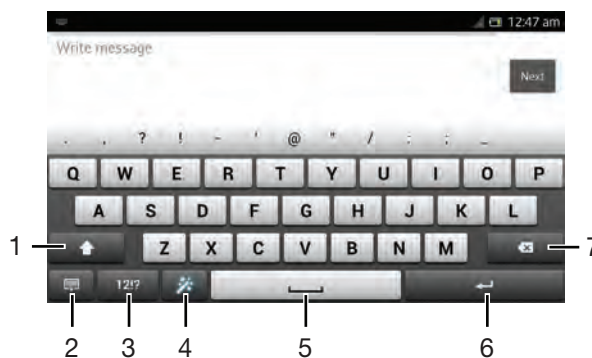 12:47 am
Write message
Next
. , ? ! - ' @ " / : ; _
Q W E R T Y U I O P
A S D F G H J K L
1 Z X C V B N M 7
12!?
2 3 4 5 6